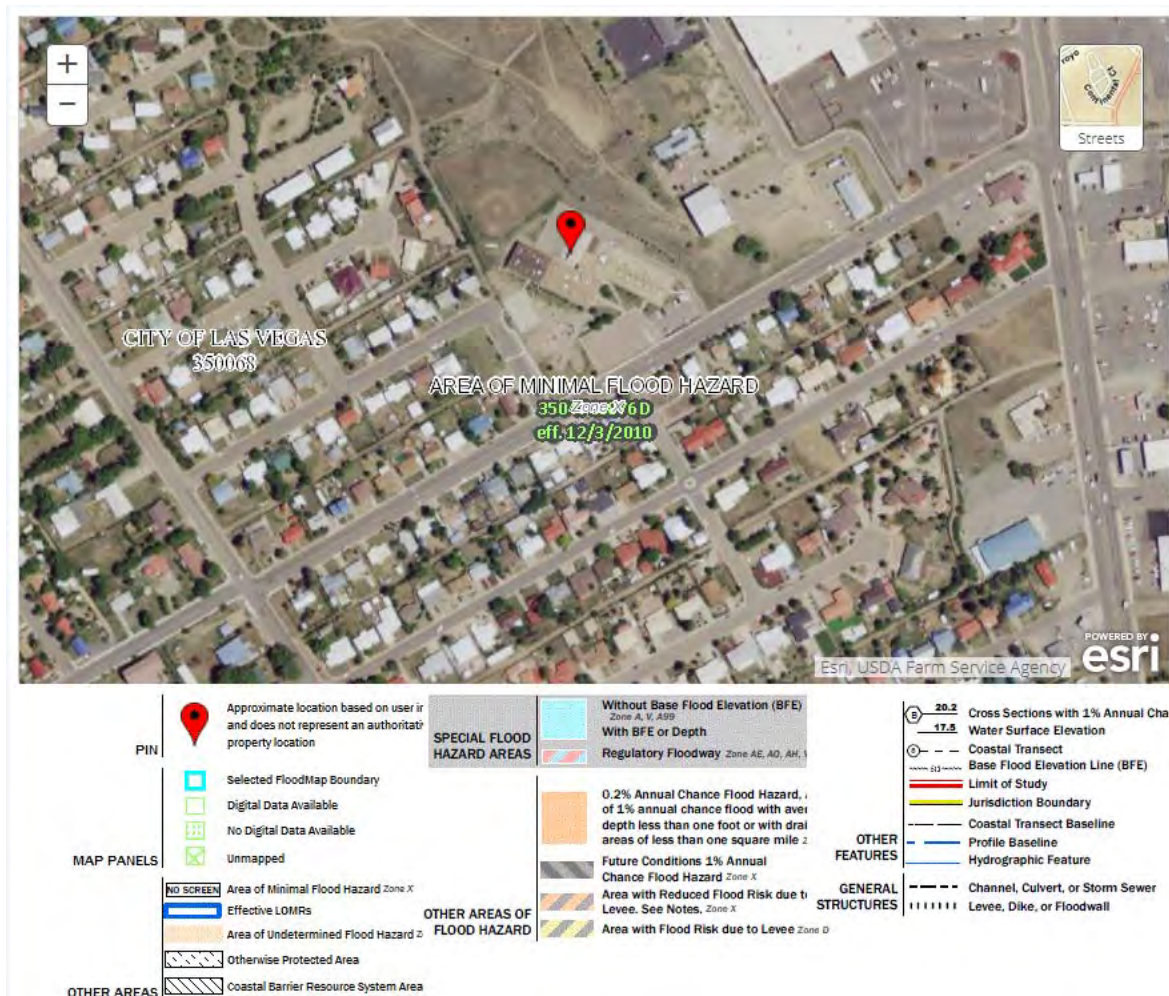 +
−
royo
Continental Ct
Streets
CITY OF LAS VEGAS
350068
AREA OF MINIMAL FLOOD HAZARD
Zone X
eff. 12/3/2010
POWERED BY
esri
Esri, USDA Farm Service Agency
PIN
Approximate location based on user
and does not represent an
property location
MAP PANELS
Selected FloodMap Boundary
Digital Data Available
No Digital Data Available
Unmapped
OTHER AREAS
NO SCREEN Area of Minimal Flood Hazard Zone X
Effective LOMRs
Area of Undetermined Flood Hazard
Otherwise Protected Area
Coastal Barrier Resource System Area
SPECIAL FLOOD
HAZARD AREAS
Without Base Flood Elevation (BFE)
Zone A, V, A99
With BFE or Depth
Regulatory Floodway Zone AE, AO, AH,
OTHER AREAS OF
FLOOD HAZARD
0.2% Annual Chance Flood Hazard,
of 1% annual chance flood with
depth less than one foot or with
areas of less than one square mile
Future Conditions 1% Annual
Chance Flood Hazard Zone X
Area with Reduced Flood Risk due to
Levee. See Notes. Zone X
Area with Flood Risk due to Levee Zone D
OTHER
FEATURES
B 20.2 Cross Sections with 1% Annual
17.5 Water Surface Elevation
8 Coastal Transect
513 Base Flood Elevation Line (BFE)
Limit of Study
Jurisdiction Boundary
Coastal Transect Baseline
Profile Baseline
Hydrographic Feature
GENERAL
STRUCTURES
Channel, Culvert, or Storm Sewer
Levee, Dike, or Floodwall